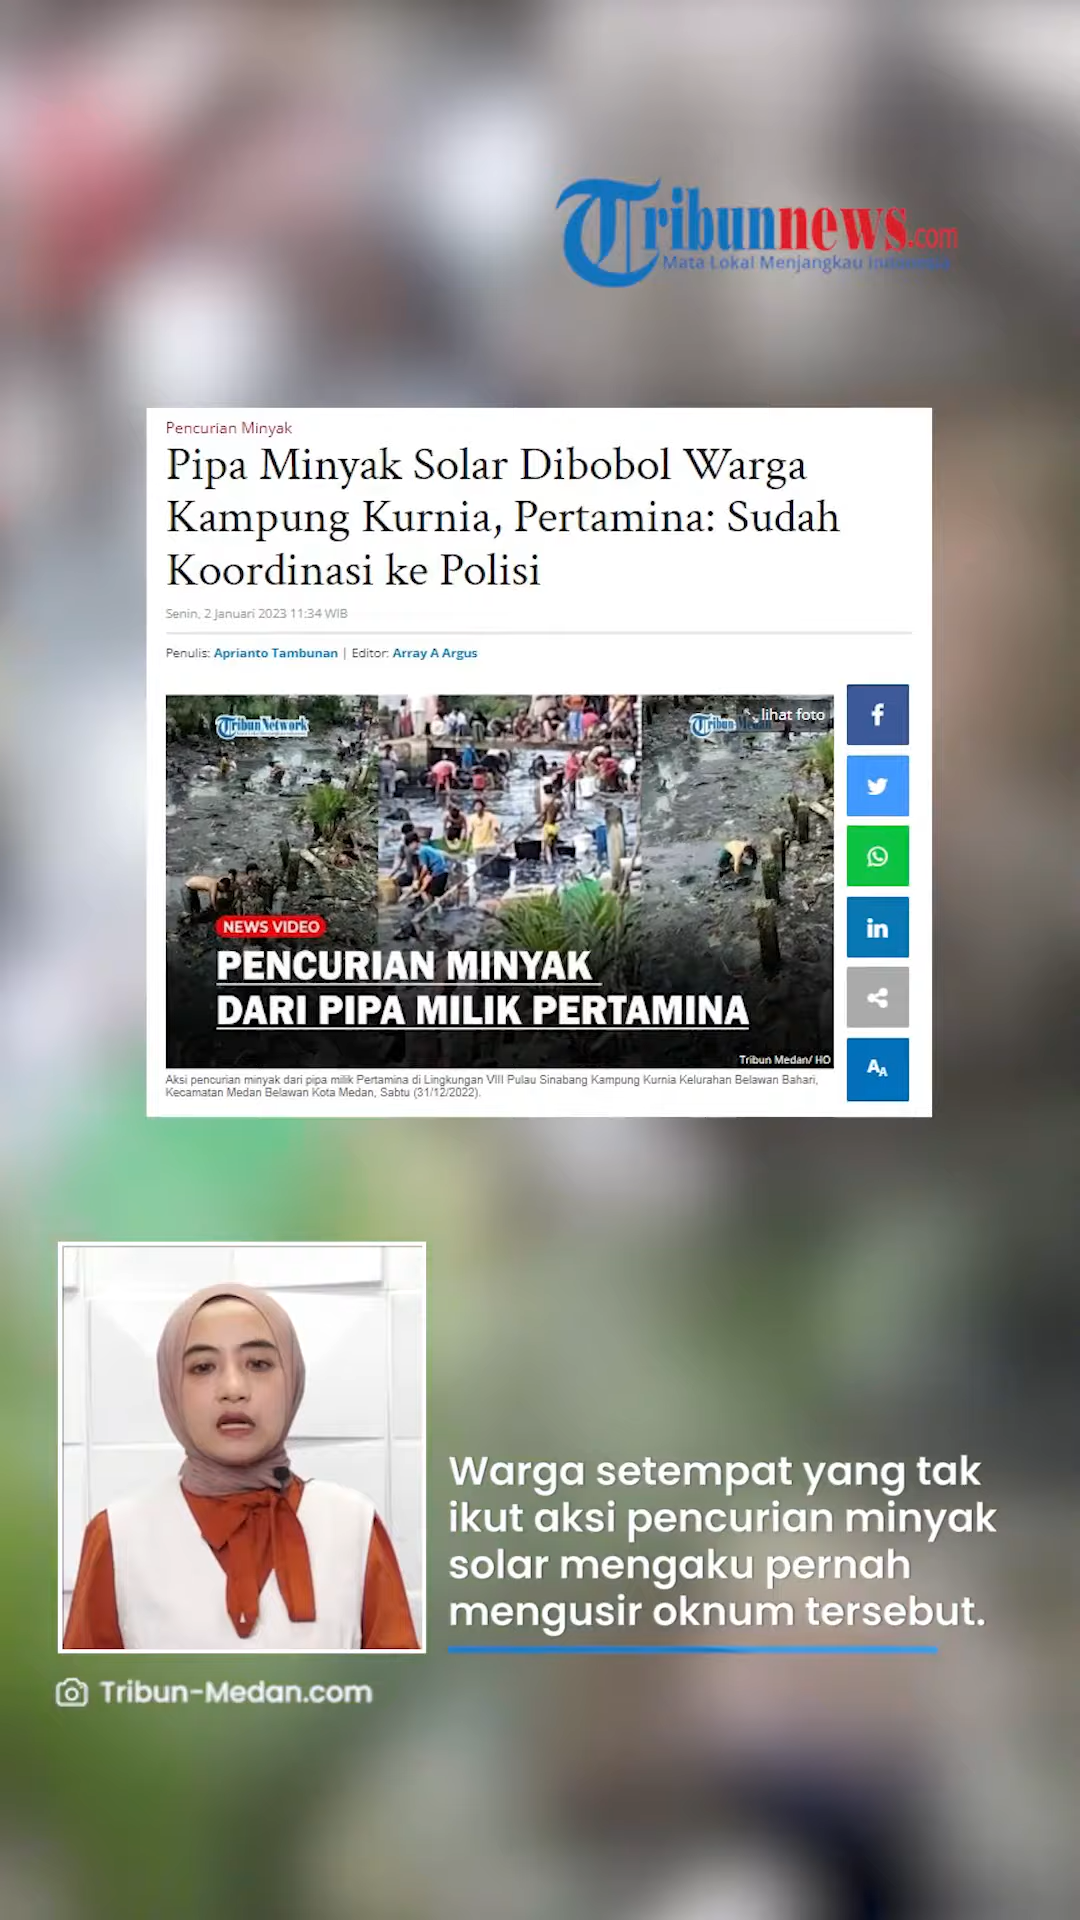 Tribunnews.com
Mata Lokal Menjangkau Indonesia
Pencurian Minyak
Pipa Minyak Solar Dibobol Warga
Kampung Kurnia, Pertamina: Sudah
Koordinasi ke Polisi
Senin, 2 Januari 2023 11:34 WIB
Penulis: Aprianto Tambunan | Editor: Array A Argus
Tribun Network
Tribun Medan
lihat foto
NEWS VIDEO
PENCURIAN MINYAK
DARI PIPA MILIK PERTAMINA
Tribun Medan/ HO
Aksi pencurian minyak dari pipa milik Pertamina di Lingkungan VIII Pulau Sinabang Kampung Kurnia Kelurahan Belawan Bahari,
Kecamatan Medan Belawan Kota Medan, Sabtu (31/12/2022).
f
in
AA
Warga setempat yang tak
ikut aksi pencurian minyak
solar mengaku pernah
mengusir oknum tersebut.
Tribun-Medan.com